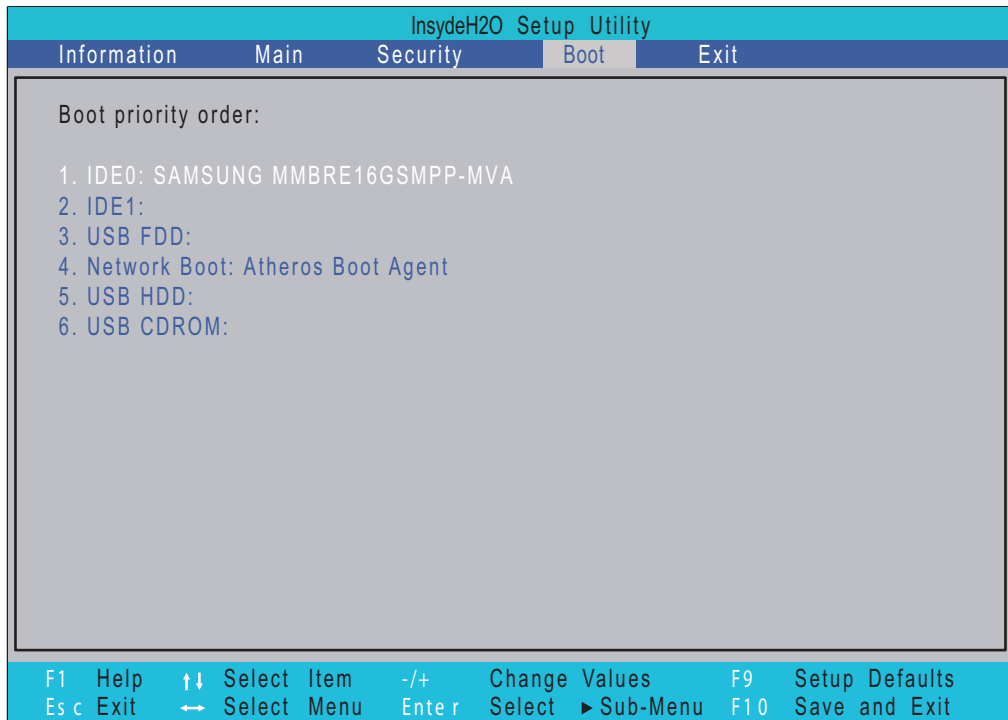 InsydeH2O Setup Utility
Information Main Security Boot Exit
Boot priority order:
1. IDE0: SAMSUNG MMBRE16GSMPP-MVA
2. IDE1:
3. USB FDD:
4. Network Boot: Atheros Boot Agent
5. USB HDD:
6. USB CDROM:
F1 Help ↑↓ Select Item -/+ Change Values F9 Setup Defaults
Esc Exit ↔ Select Menu Enter Select ►Sub-Menu F10 Save and Exit